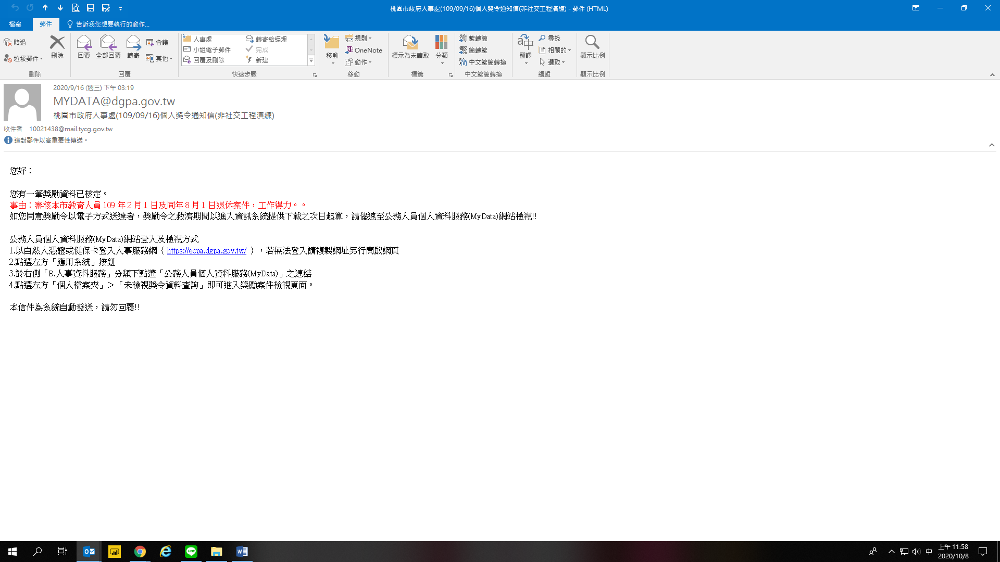 桃園市政府人事處(109/09/16)個人獎令通知信(非社交工程演練) - 郵件 (HTML)
檔案
郵件
告訴我您想要執行的動作...
略過
垃圾郵件
刪除
刪除
回覆
全部回覆
轉寄
會議
其他
回覆
人事處
小組電子郵件
回覆及刪除
轉寄給經理
完成
新建
快速步驟
移動
規則
OneNote
動作
移動
標示為未讀取
分類
標籤
繁轉簡
簡轉繁
中文繁簡轉換
中文繁簡轉換
翻譯
尋找
相關的
選取
編輯
顯示比例
顯示比例
2020/9/16 (週三) 下午 03:19
MYDATA@dgpa.gov.tw
桃園市政府人事處(109/09/16)個人獎令通知信(非社交工程演練)
收件者 10021438@mail.tycg.gov.tw
這封郵件以高重要性傳送。
您好：
您有一筆獎勵資料已核定。
事由：審核本市教育人員 109 年 2 月 1 日及同年 8 月 1 日退休案件，工作得力。。
如您同意獎勵令以電子方式送達者，獎勵令之救濟期間以進入資訊系統提供下載之次日起算，請儘速至公務人員個人資料服務(MyData)網站檢視!!
公務人員個人資料服務(MyData)網站登入及檢視方式
1.以自然人憑證或健保卡登入人事服務網（ https://ecpa.dgpa.gov.tw/ ），若無法登入請複製網址另行開啟網頁
2.點選左方「應用系統」按鈕
3.於右側「B.人事資料服務」分類下點選「公務人員個人資料服務(MyData)」之連結
4.點選左方「個人檔案夾」＞「未檢視獎令資料查詢」即可進入獎勵案件檢視頁面。
本信件為系統自動發送，請勿回覆!!
中
上午 11:58
2020/10/8